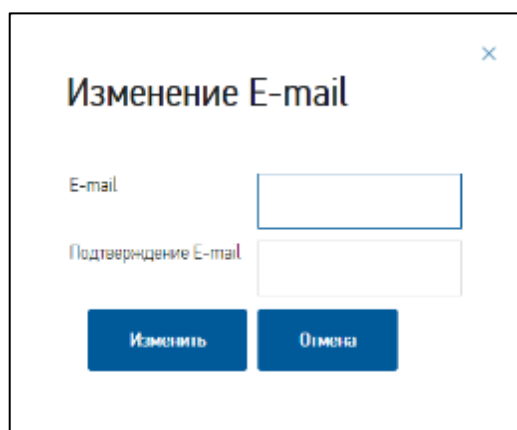 Изменение E-mail
E-mail
Подтверждение E-mail
Изменить Отмена